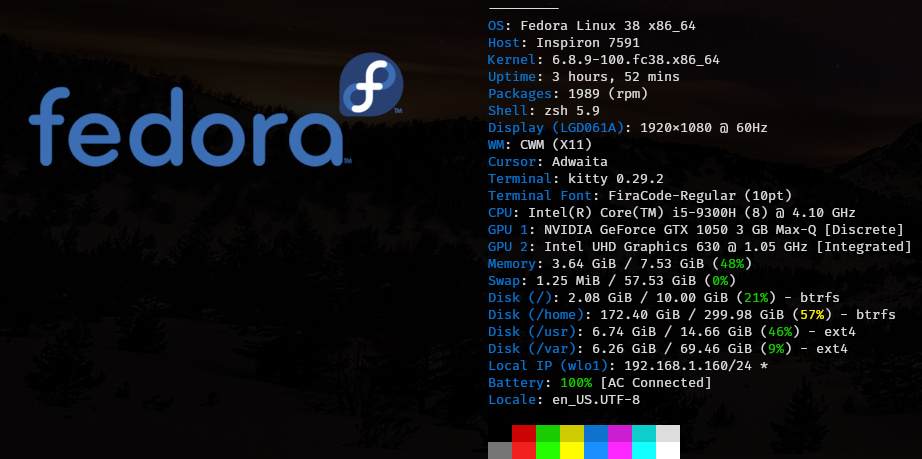 fedora
TM
TM
OS: Fedora Linux 38 x86_64
Host: Inspiron 7591
Kernel: 6.8.9-100.fc38.x86_64
Uptime: 3 hours, 52 mins
Packages: 1989 (rpm)
Shell: zsh 5.9
Display (LGD061A): 1920×1080 @ 60Hz
WM: CWM (X11)
Cursor: Adwaita
Terminal: kitty 0.29.2
Terminal Font: FiraCode-Regular (10pt)
CPU: Intel(R) Core(TM) i5-9300H (8) @ 4.10 GHz
GPU 1: NVIDIA GeForce GTX 1050 3 GB Max-Q [Discrete]
GPU 2: Intel UHD Graphics 630 @ 1.05 GHz [Integrated]
Memory: 3.64 GiB / 7.53 GiB (48%)
Swap: 1.25 MiB / 57.53 GiB (0%)
Disk (/): 2.08 GiB / 10.00 GiB (21%) - btrfs
Disk (/home): 172.40 GiB / 299.98 GiB (57%) - btrfs
Disk (/usr): 6.74 GiB / 14.66 GiB (46%) - ext4
Disk (/var): 6.26 GiB / 69.46 GiB (9%) - ext4
Local IP (wlo1): 192.168.1.160/24 *
Battery: 100% [AC Connected]
Locale: en_US.UTF-8